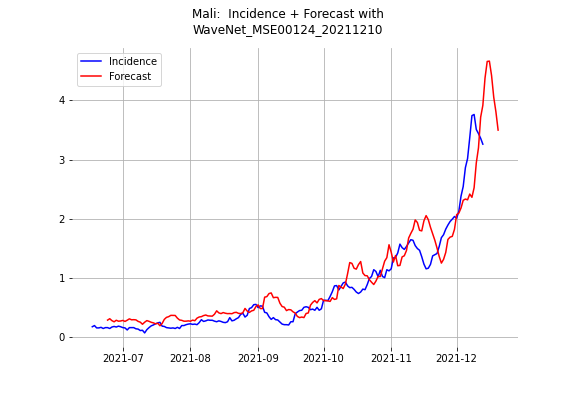 Mali:  Incidence + Forecast with
WaveNet_MSE00124_20211210
Incidence
Forecast
4
3
2
1
0
2021-07
2021-08
2021-09
2021-10
2021-11
2021-12